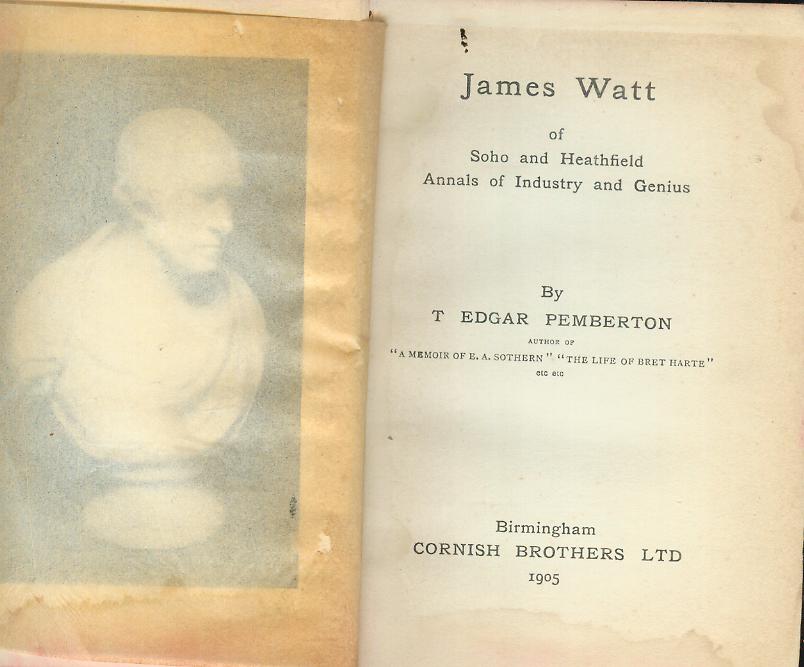 James Watt
of
Soho and Heathfield
Annals of Industry and Genius
By
T EDGAR PEMBERTON
AUTHOR OF
"A MEMOIR OF E. A. SOTHERN" "THE LIFE OF BRET HARTE"
etc etc
Birmingham
CORNISH BROTHERS LTD
1905